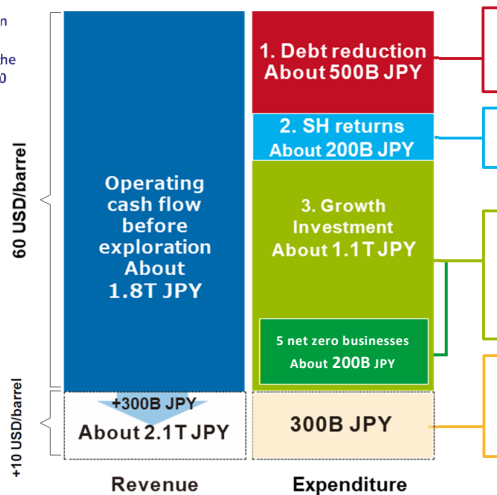 n
the
0
60 USD/barrel
+10 USD/barrel
Operating
cash flow
before
exploration
About
1.8T JPY
+300B JPY
About 2.1T JPY
Revenue
1. Debt reduction
About 500B JPY
2. SH returns
About 200B JPY
3. Growth
Investment
About 1.1T JPY
5 net zero businesses
About 200B JPY
300B JPY
Expenditure